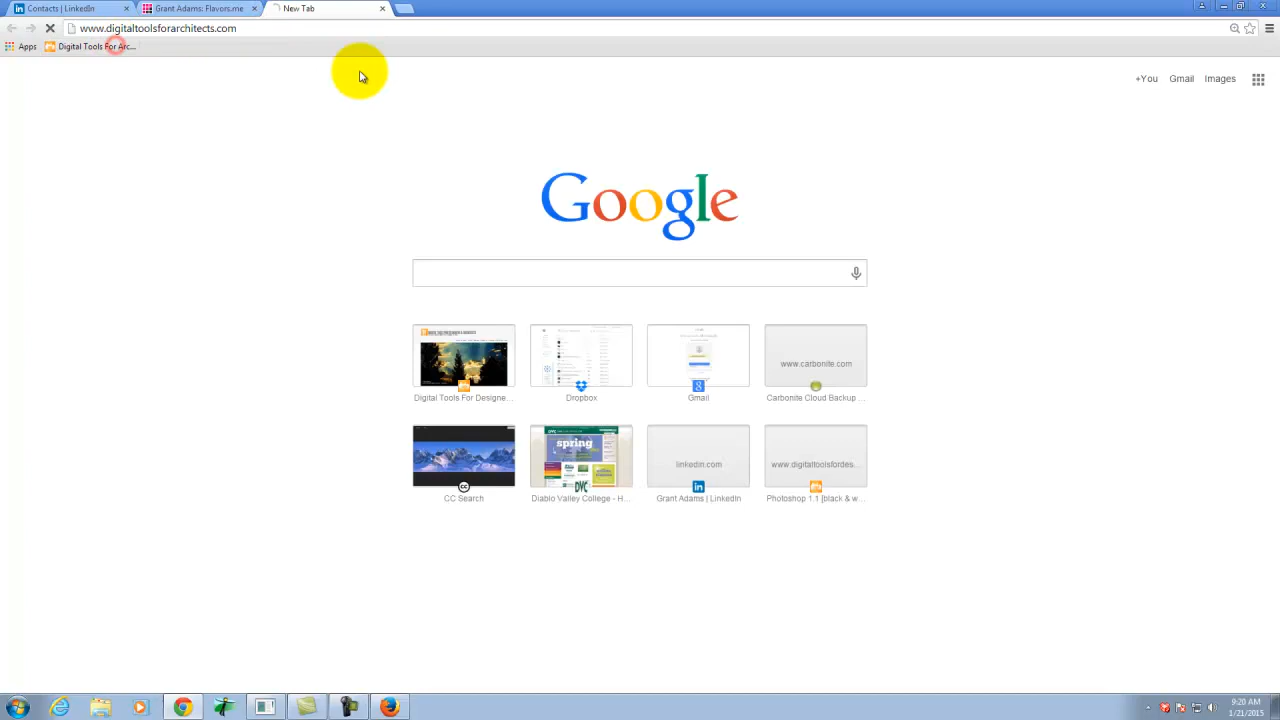 Contacts | LinkedIn
Grant Adams: Flavors.me
New Tab
www.digitaltoolsforarchitects.com
Apps
Digital Tools For Arc...
+You Gmail Images
Google
www.carbonite.com
Digital Tools For Designe...
Dropbox
Gmail
Carbonite Cloud Backup ...
spring
DVC
linkedin.com
www.digitaltoolsfordes...
CC Search
Diablo Valley College - H...
Grant Adams | LinkedIn
Photoshop 1.1 [black & w...
9:20 AM
1/21/2015